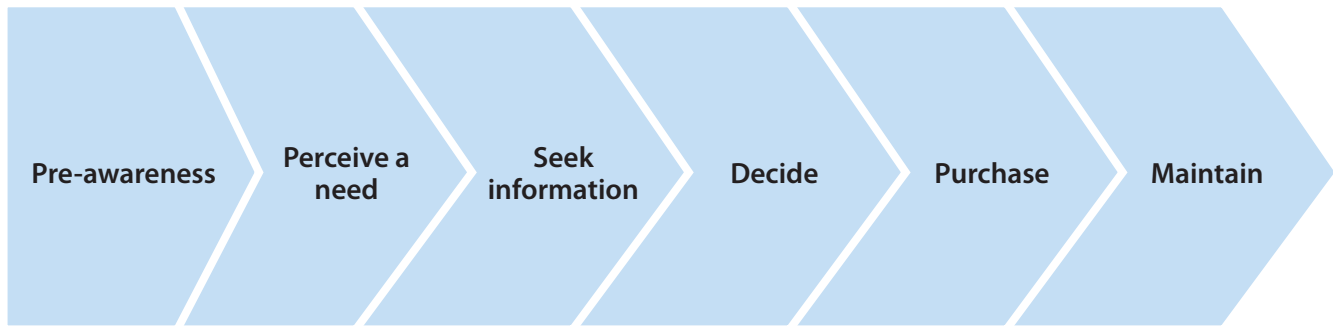 Pre-awareness
Perceive a
need
Seek
information
Decide
Purchase
Maintain